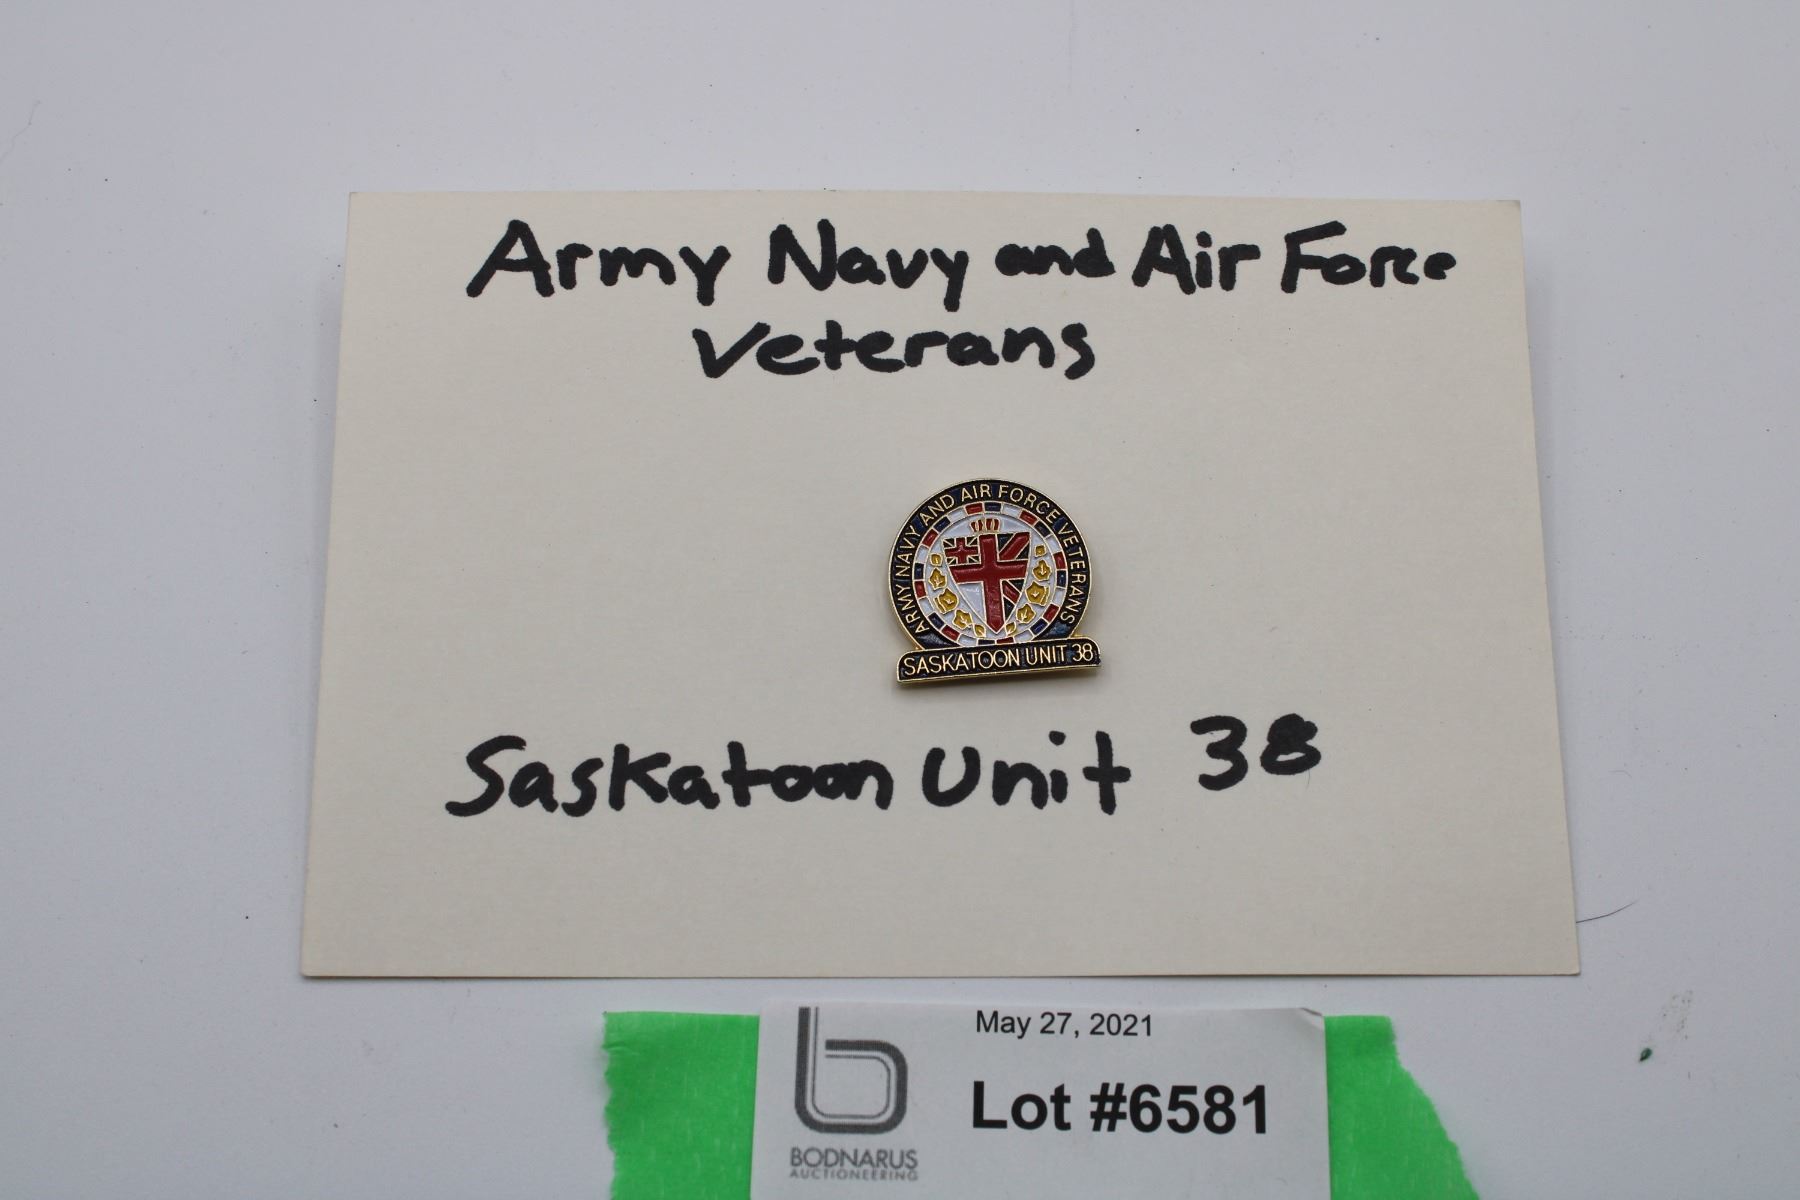 Army Navy and Air Force
Veterans
ARMY NAVY AND AIR FORCE VETERANS
SASKATOON UNIT 38
Saskatoon Unit 38
May 27, 2021
Lot #6581
b
BODNARUS
AUCTIONEERING